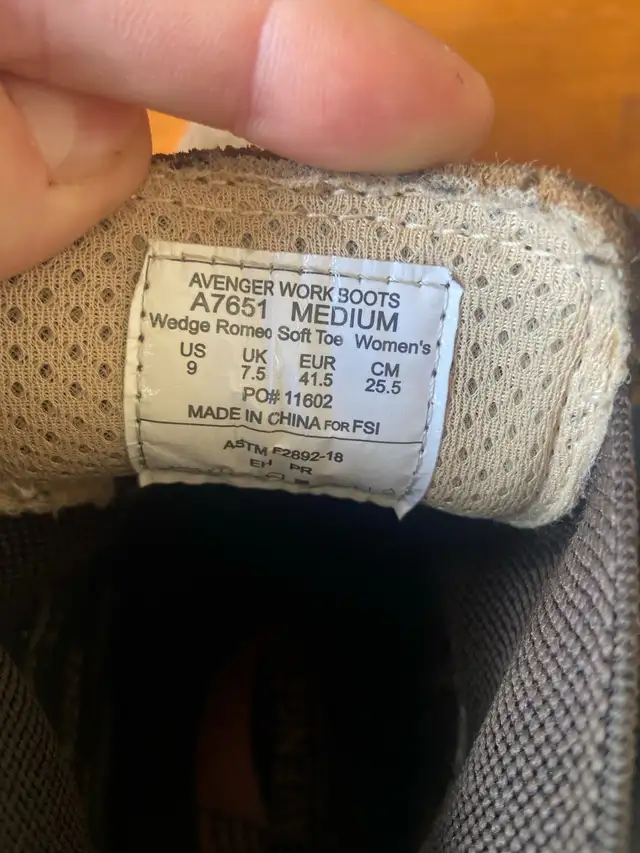 AVENGER WORK BOOTS
A7651 MEDIUM
Wedge Romeo Soft Toe Women's
US UK EUR CM
9 7.5 41.5 25.5
PO# 11602
MADE IN CHINA FOR FSI
ASTM F2892-18
EH PR